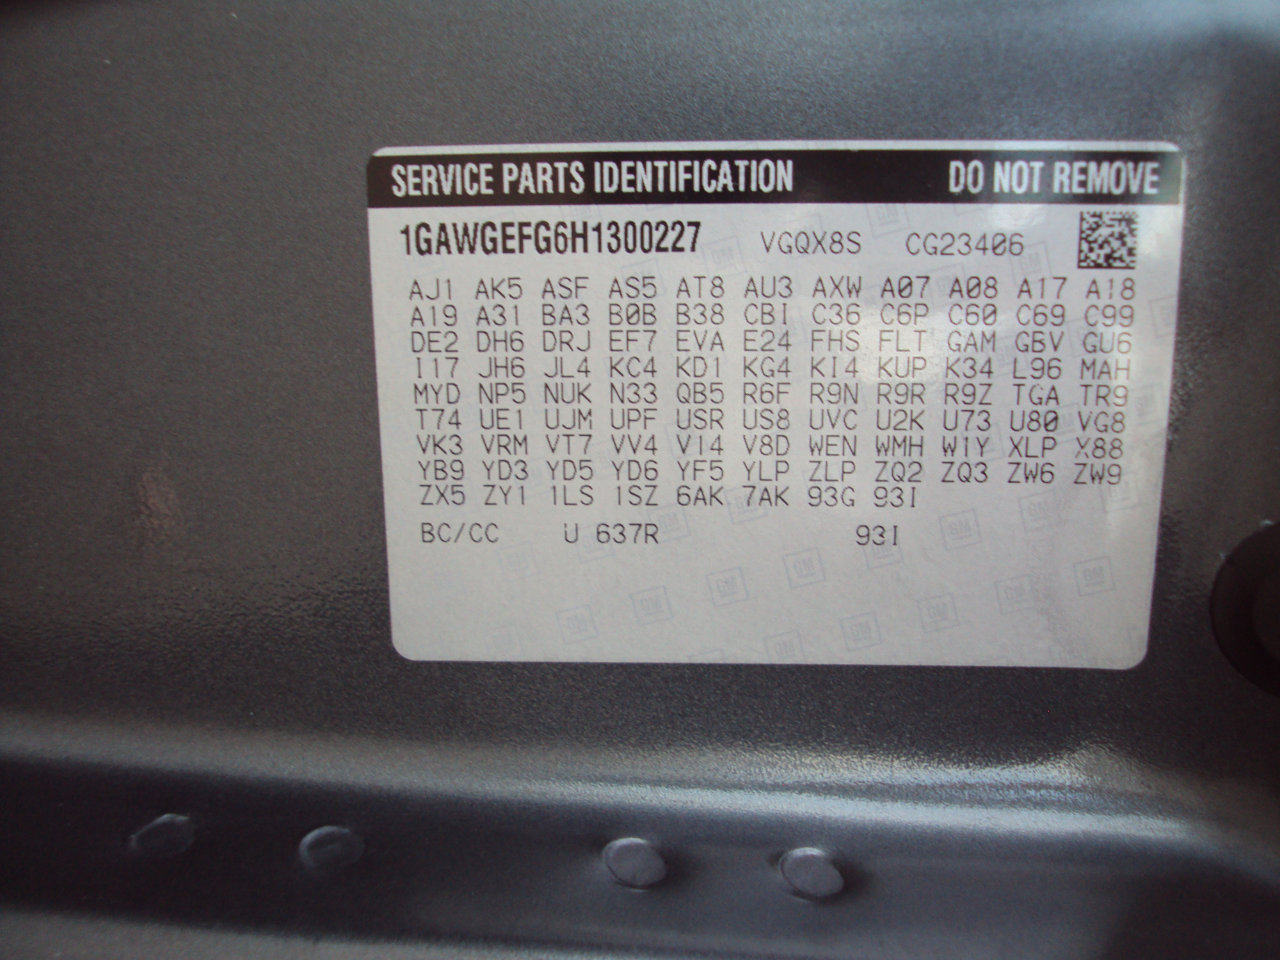 SERVICE PARTS IDENTIFICATION DO NOT REMOVE
1GAWGEFG6H1300227 VGQX8S CG23406
AJ1 AK5 ASF AS5 AT8 AU3 AXW A07 A08 A17 A18
A19 A31 BA3 B0B B38 CBI C36 C6P C60 C69 C99
DE2 DH6 DRJ EF7 EVA E24 FHS FLT GAM GBV GU6
I17 JH6 JL4 KC4 KD1 KG4 KI4 KUP K34 L96 MAH
MYD NP5 NUK N33 QB5 R6F R9N R9R R9Z TGA TR9
T74 UE1 UJM UPF USR US8 UVC U2K U73 U80 VG8
VK3 VRM VT7 VV4 VI4 V8D WEN WMH WIY XLP X88
YB9 YD3 YD5 YD6 YF5 YLP ZLP ZQ2 ZQ3 ZW6 ZW9
ZX5 ZY1 1LS 1SZ 6AK 7AK 93G 93I
BC/CC U 637R 93I